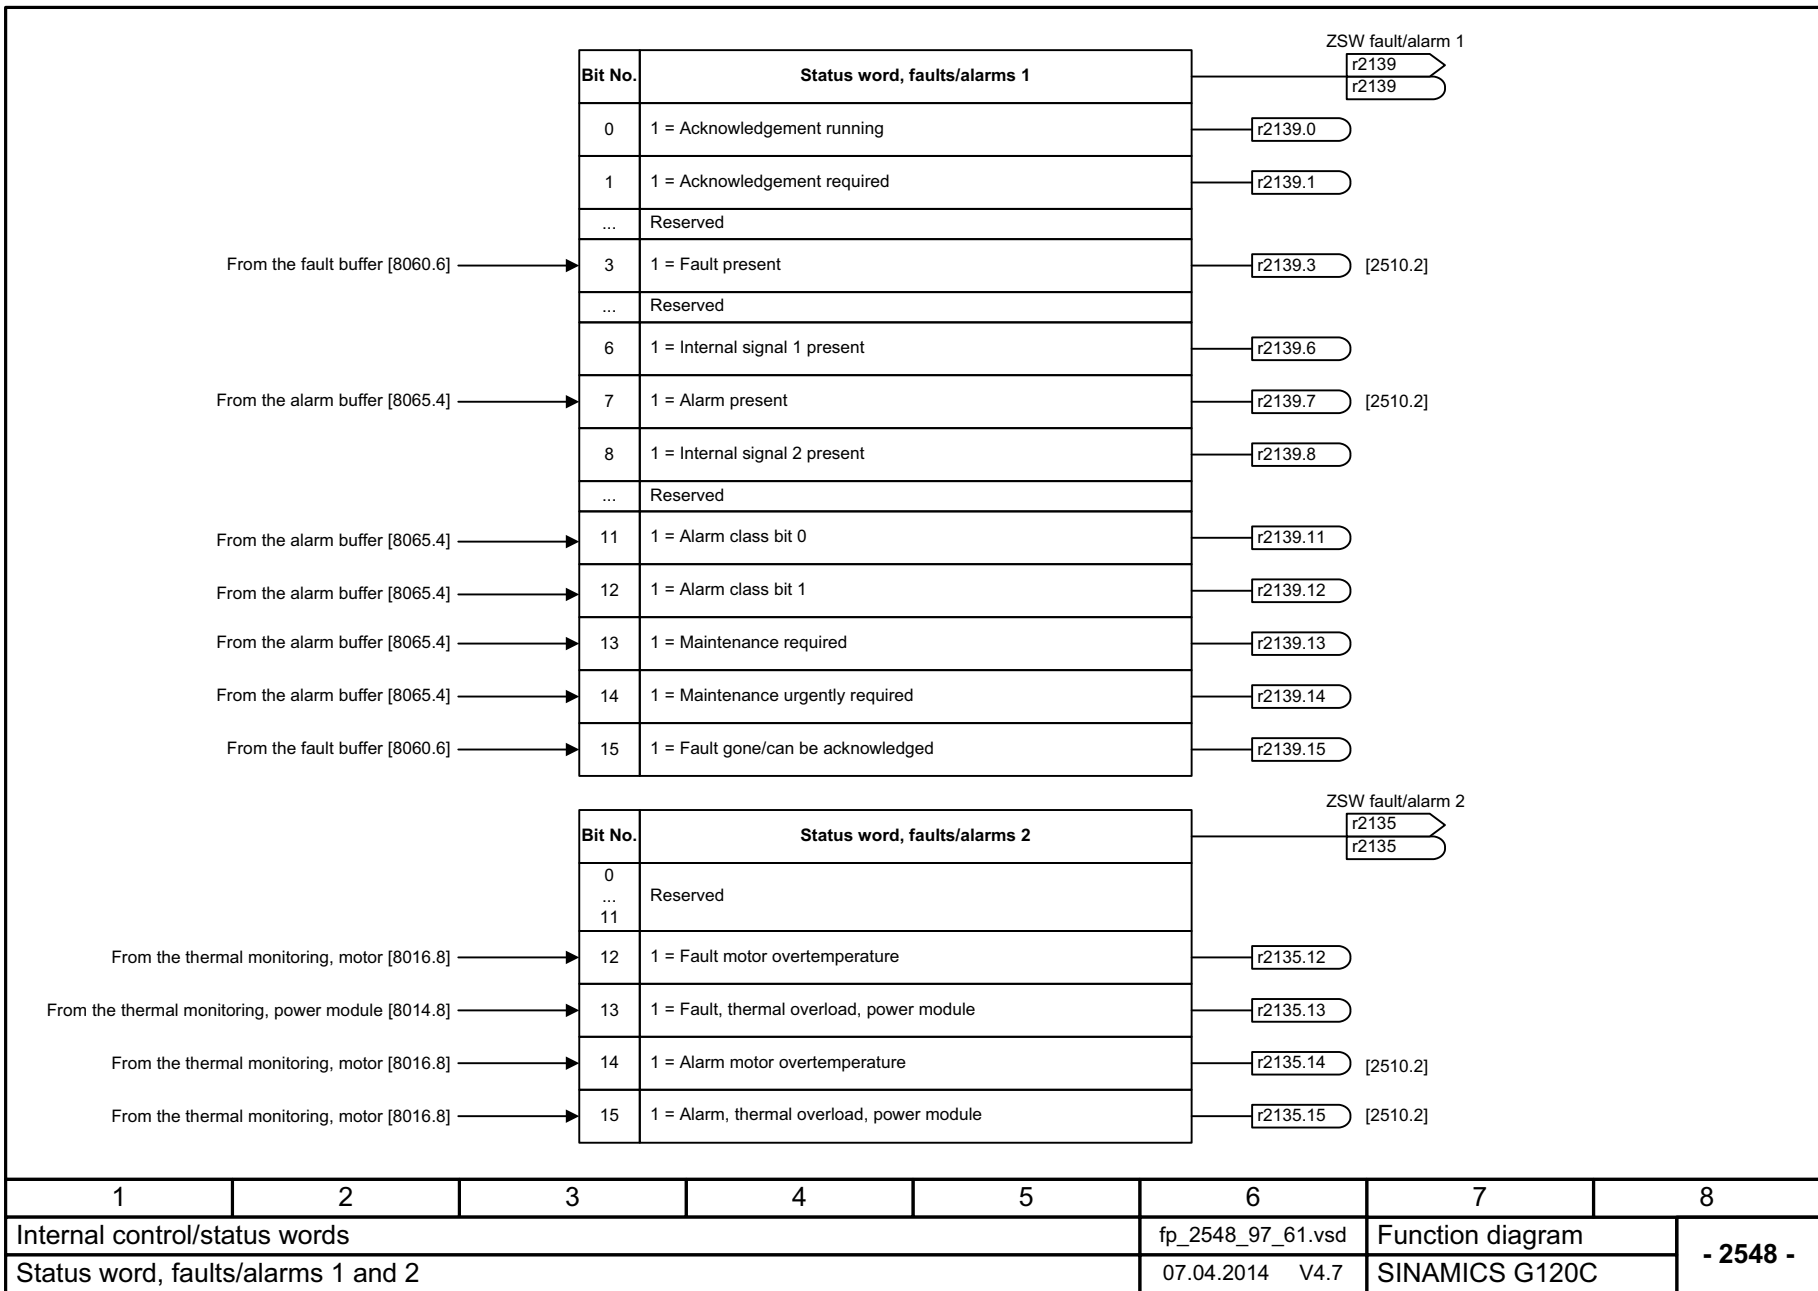 ZSW fault/alarm 1
Bit No. Status word, faults/alarms 1 r2139
r2139
0 1 = Acknowledgement running r2139.0
1 1 = Acknowledgement required r2139.1
... Reserved
From the fault buffer [8060.6] 3 1 = Fault present r2139.3 [2510.2]
... Reserved
6 1 = Internal signal 1 present r2139.6
From the alarm buffer [8065.4] 7 1 = Alarm present r2139.7 [2510.2]
8 1 = Internal signal 2 present r2139.8
... Reserved
From the alarm buffer [8065.4] 11 1 = Alarm class bit 0 r2139.11
From the alarm buffer [8065.4] 12 1 = Alarm class bit 1 r2139.12
From the alarm buffer [8065.4] 13 1 = Maintenance required r2139.13
From the alarm buffer [8065.4] 14 1 = Maintenance urgently required r2139.14
From the fault buffer [8060.6] 15 1 = Fault gone/can be acknowledged r2139.15
ZSW fault/alarm 2
Bit No. Status word, faults/alarms 2 r2135
r2135
0
... Reserved
11
From the thermal monitoring, motor [8016.8] 12 1 = Fault motor overtemperature r2135.12
From the thermal monitoring, power module [8014.8] 13 1 = Fault, thermal overload, power module r2135.13
From the thermal monitoring, motor [8016.8] 14 1 = Alarm motor overtemperature r2135.14 [2510.2]
From the thermal monitoring, motor [8016.8] 15 1 = Alarm, thermal overload, power module r2135.15 [2510.2]
1 2 3 4 5 6 7 8
Internal control/status words fp_2548_97_61.vsd Function diagram
- 2548 -
Status word, faults/alarms 1 and 2 07.04.2014 V4.7 SINAMICS G120C